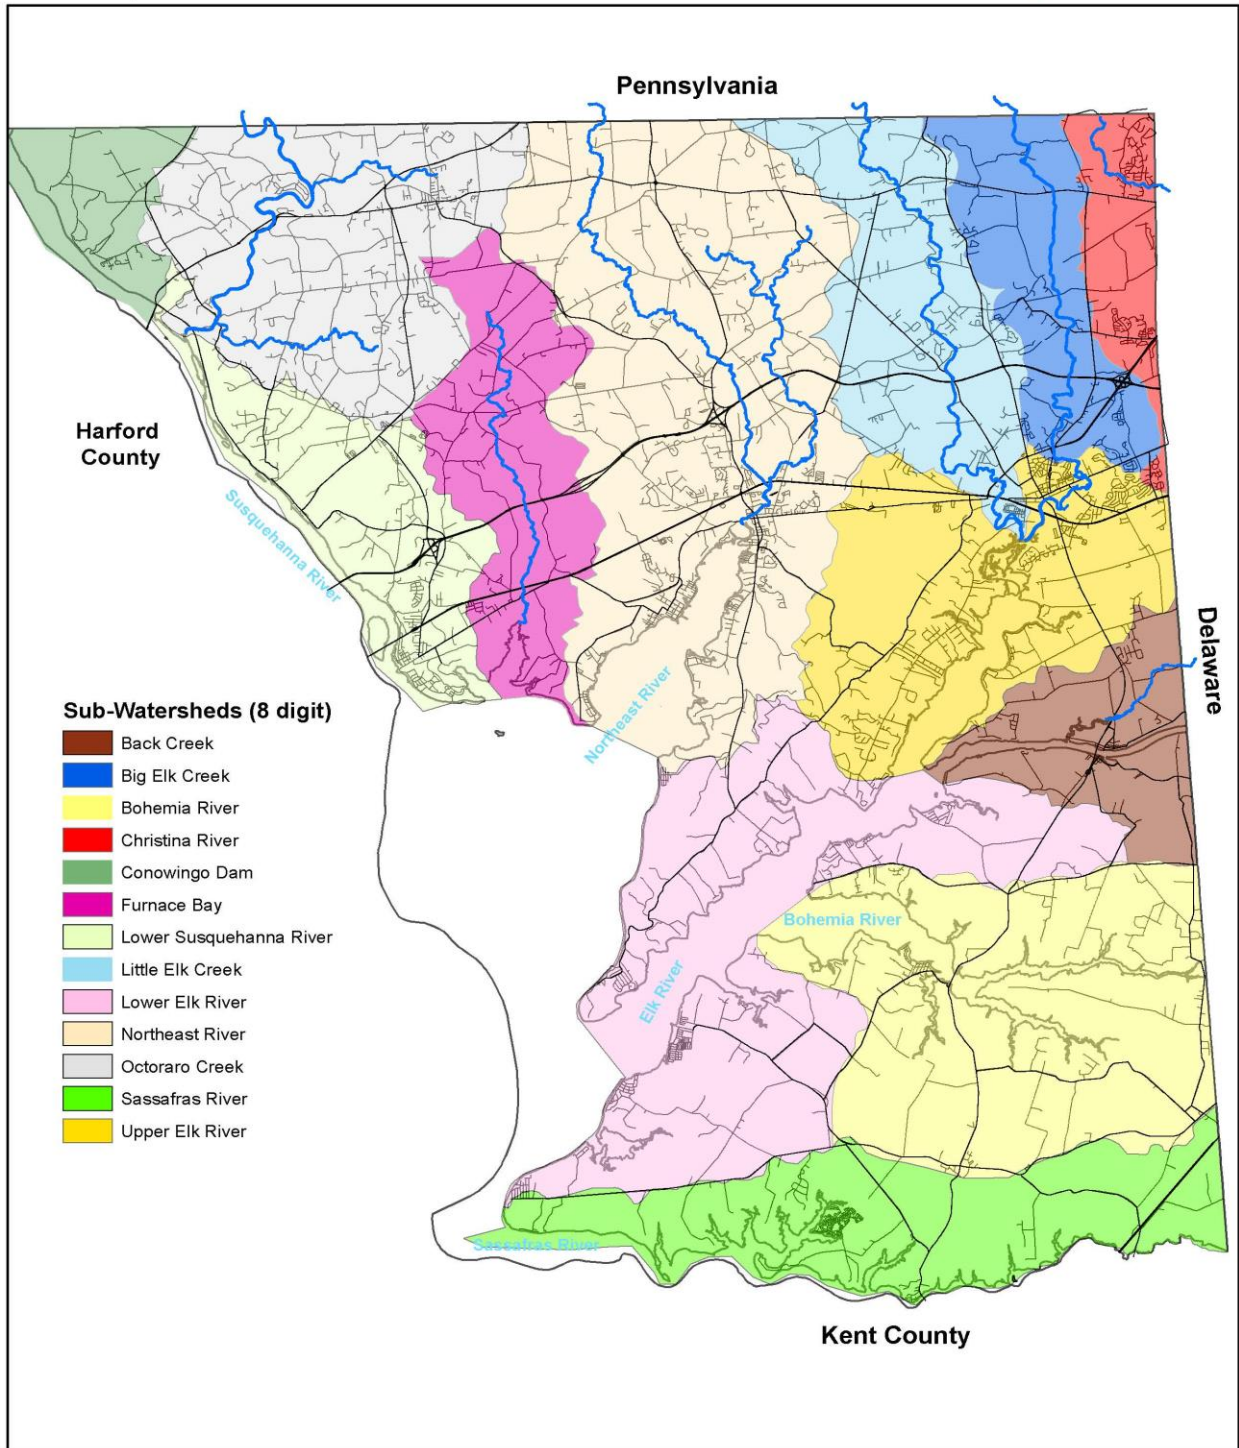 Pennsylvania
Harford
County
Susquehanna River
Northeast River
Delaware
Sub-Watersheds (8 digit)
Back Creek
Big Elk Creek
Bohemia River
Christina River
Conowingo Dam
Furnace Bay
Lower Susquehanna River
Little Elk Creek
Lower Elk River
Northeast River
Octoraro Creek
Sassafras River
Upper Elk River
Bohemia River
Elk River
Sassafras River
Kent County